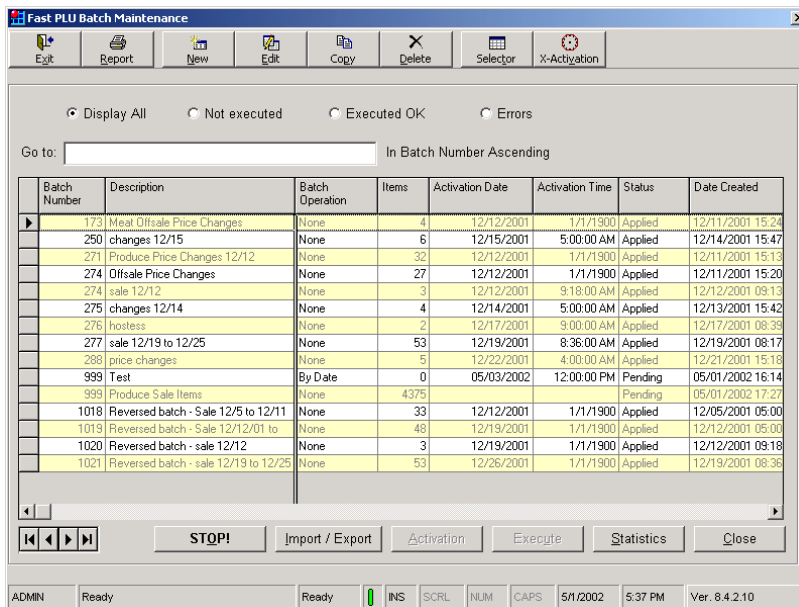 Fast PLU Batch Maintenance
Exit Report New Edit Copy Delete Selector X-Activation
Display All Not executed Executed OK Errors
Go to: In Batch Number Ascending
Batch Number Description Batch Operation Items Activation Date Activation Time Status Date Created
173 Meat Offsale Price Changes None 4 12/12/2001 1/1/1900 Applied 12/11/2001 15:24
250 changes 12/15 None 6 12/15/2001 5:00:00 AM Applied 12/14/2001 15:47
271 Produce Price Changes 12/12 None 32 12/12/2001 1/1/1900 Applied 12/11/2001 15:13
274 Offsale Price Changes None 27 12/12/2001 1/1/1900 Applied 12/11/2001 15:20
274 sale 12/12 None 3 12/12/2001 9:18:00 AM Applied 12/12/2001 09:13
275 changes 12/14 None 4 12/14/2001 5:00:00 AM Applied 12/13/2001 15:42
276 hostess None 2 12/17/2001 9:00:00 AM Applied 12/17/2001 08:39
277 sale 12/19 to 12/25 None 53 12/19/2001 8:36:00 AM Applied 12/19/2001 08:17
288 price changes None 5 12/22/2001 4:00:00 AM Applied 12/21/2001 15:18
999 Test By Date 0 05/03/2002 12:00:00 PM Pending 05/01/2002 16:14
999 Produce Sale Items None 4375 Pending 05/01/2002 17:27
1018 Reversed batch - Sale 12/5 to 12/11 None 33 12/12/2001 1/1/1900 Applied 12/05/2001 05:00
1019 Reversed batch - Sale 12/12/01 to None 48 12/19/2001 1/1/1900 Applied 12/12/2001 05:00
1020 Reversed batch - sale 12/12 None 3 12/19/2001 1/1/1900 Applied 12/12/2001 09:18
1021 Reversed batch - sale 12/19 to 12/25 None 53 12/26/2001 1/1/1900 Applied 12/19/2001 08:36
STOP! Import / Export Activation Execute Statistics Close
ADMIN Ready Ready INS SCRL NUM CAPS 5/1/2002 5:37 PM Ver. 8.4.2.10